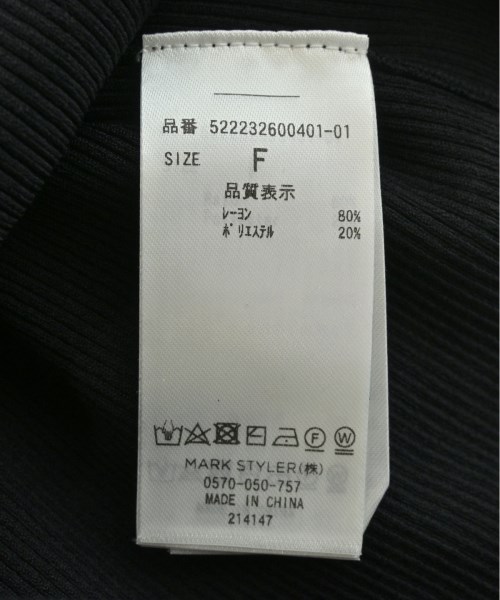 品番 522232600401-01
SIZE F
品質表示
ﾚｰﾖﾝ 80%
ﾎﾟﾘｴｽﾃﾙ 20%
F W
MARK STYLER(株)
0570-050-757
MADE IN CHINA
214147